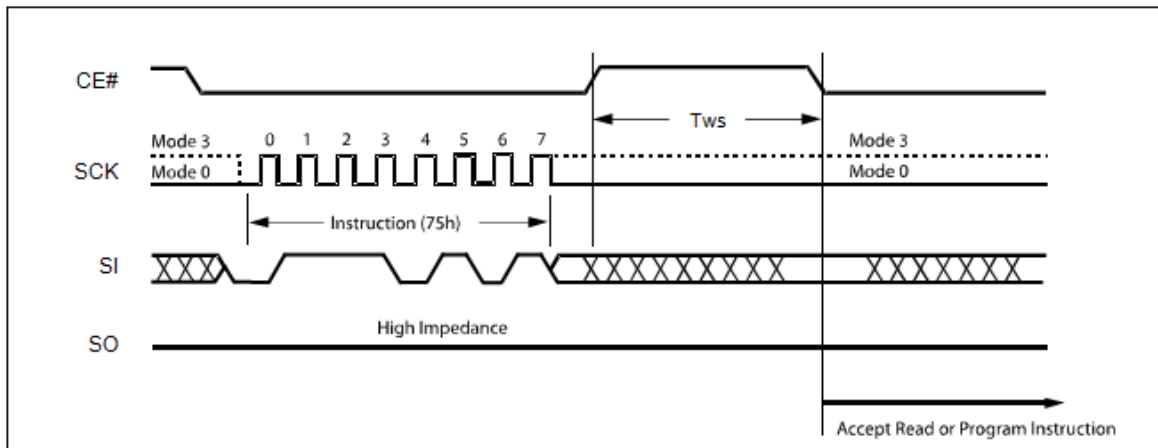 CE#
Tws
Mode 3 0 1 2 3 4 5 6 7 Mode 3
SCK
Mode 0 Mode 0
Instruction (75h)
SI
High Impedance
SO
Accept Read or Program Instruction